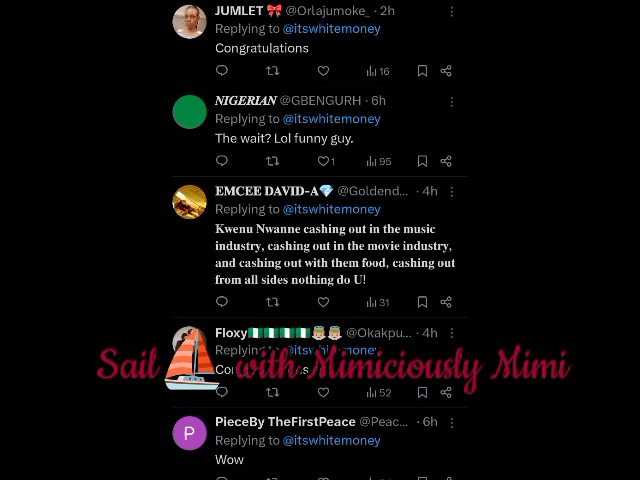 JUMLET 🎀 @Orlajumoke_ · 2h
Replying to @itswhitemoney
Congratulations
16
NIGERIAN @GBENGURH · 6h
Replying to @itswhitemoney
The wait? Lol funny guy.
1 95
EMCEE DAVID-A💎 @Goldend... · 4h
Replying to @itswhitemoney
Kwenu Nwanne cashing out in the music
industry, cashing out in the movie industry,
and cashing out with them food, cashing out
from all sides nothing do U!
31
Floxy🇳🇬🇳🇬🇳🇬🇳🇬👼🏼👼🏼 @Okakpu... · 4h
Replying to @itswhitemoney
Sail with Mimiciously Mimi
52
PieceBy TheFirstPeace @Peac... · 6h
P
Replying to @itswhitemoney
Wow